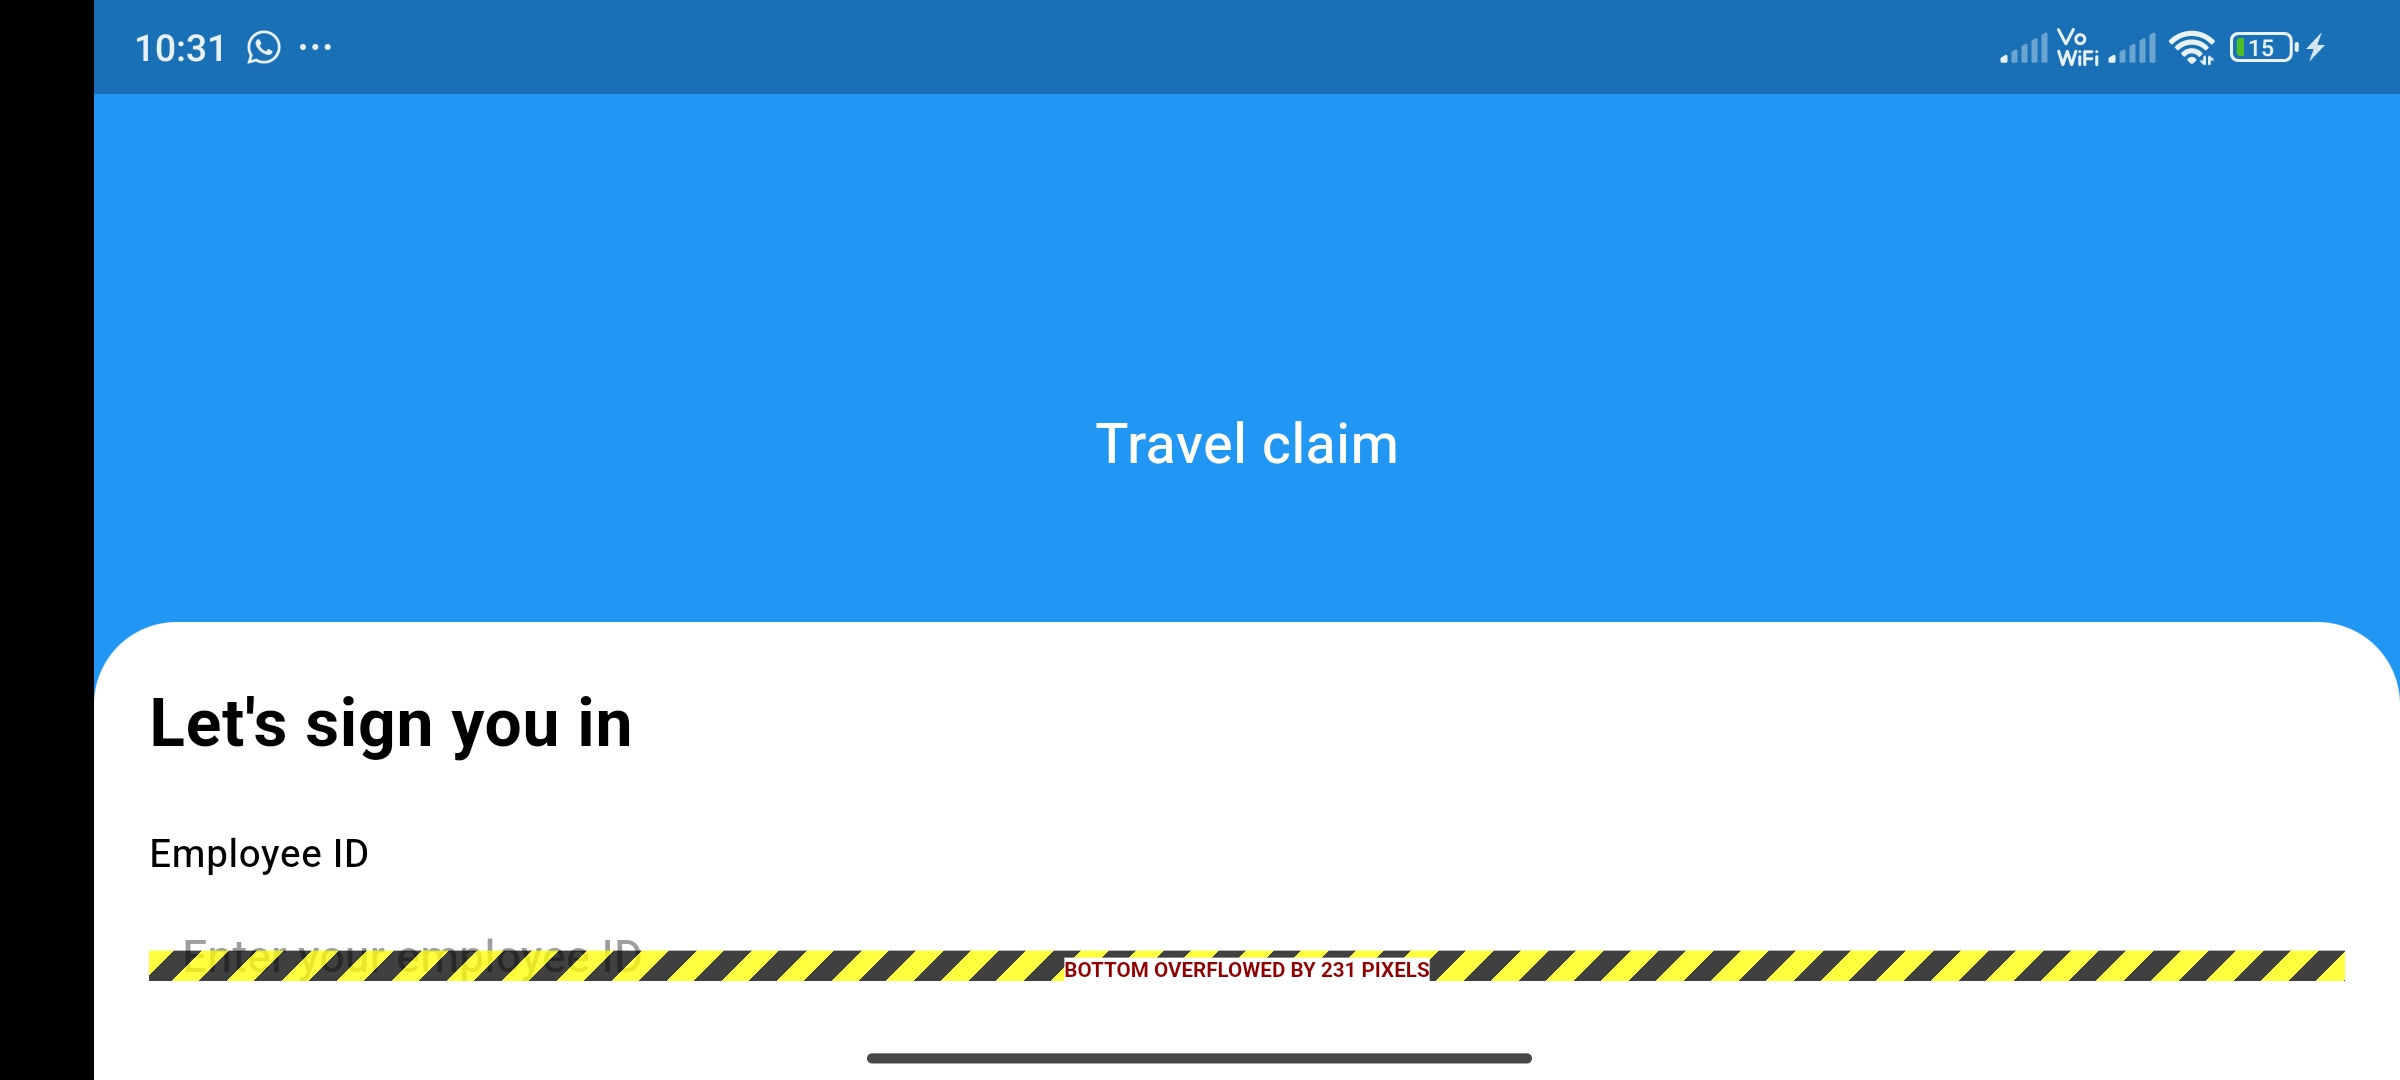 10:31
Vo
WiFi
15
Travel claim
Let's sign you in
Employee ID
Enter your employee ID
BOTTOM OVERFLOWED BY 231 PIXELS